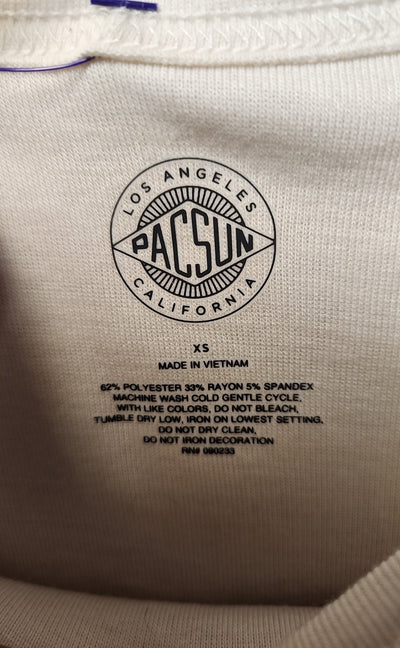 LOS ANGELES
PACSUN
CALIFORNIA
XS
MADE IN VIETNAM
62% POLYESTER 33% RAYON 5% SPANDEX
MACHINE WASH COLD GENTLE CYCLE,
WITH LIKE COLORS, DO NOT BLEACH,
TUMBLE DRY LOW, IRON ON LOWEST SETTING,
DO NOT DRY CLEAN,
DO NOT IRON DECORATION
RN# 080233